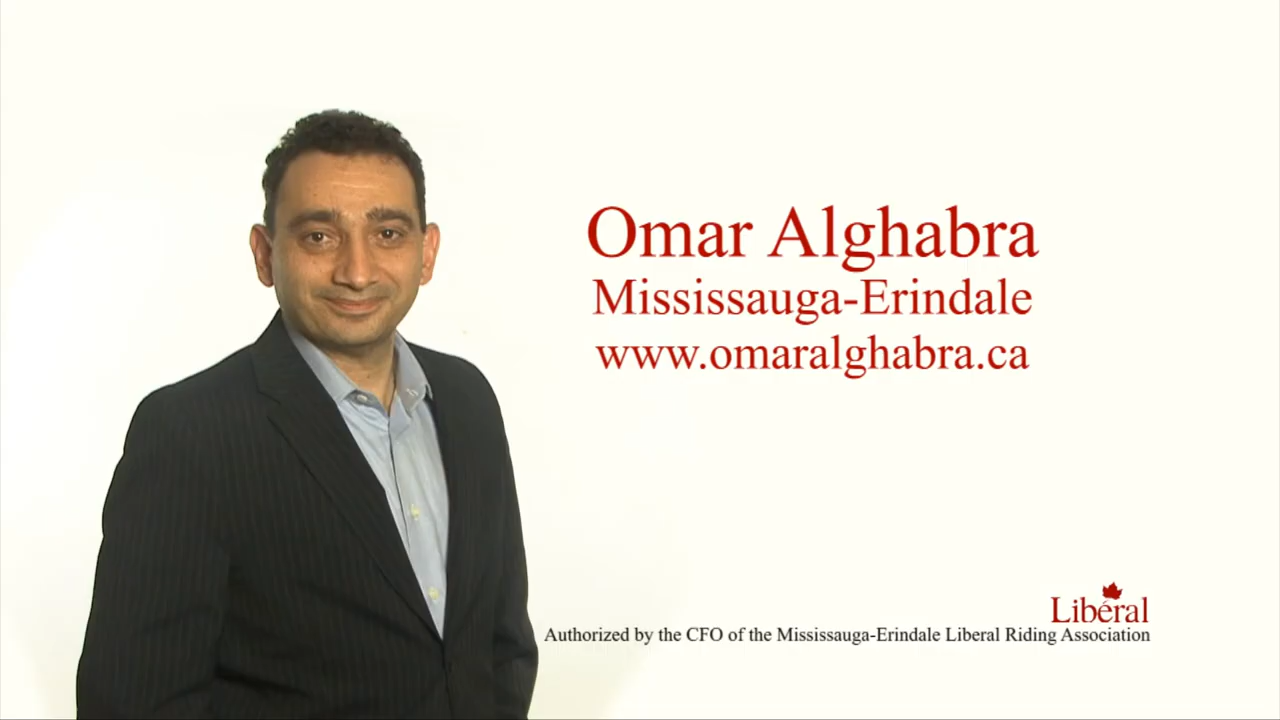 Omar Alghabra
Mississauga-Erindale
www.omaralghabra.ca
Libéral
Authorized by the CFO of the Mississauga-Erindale Liberal Riding Association